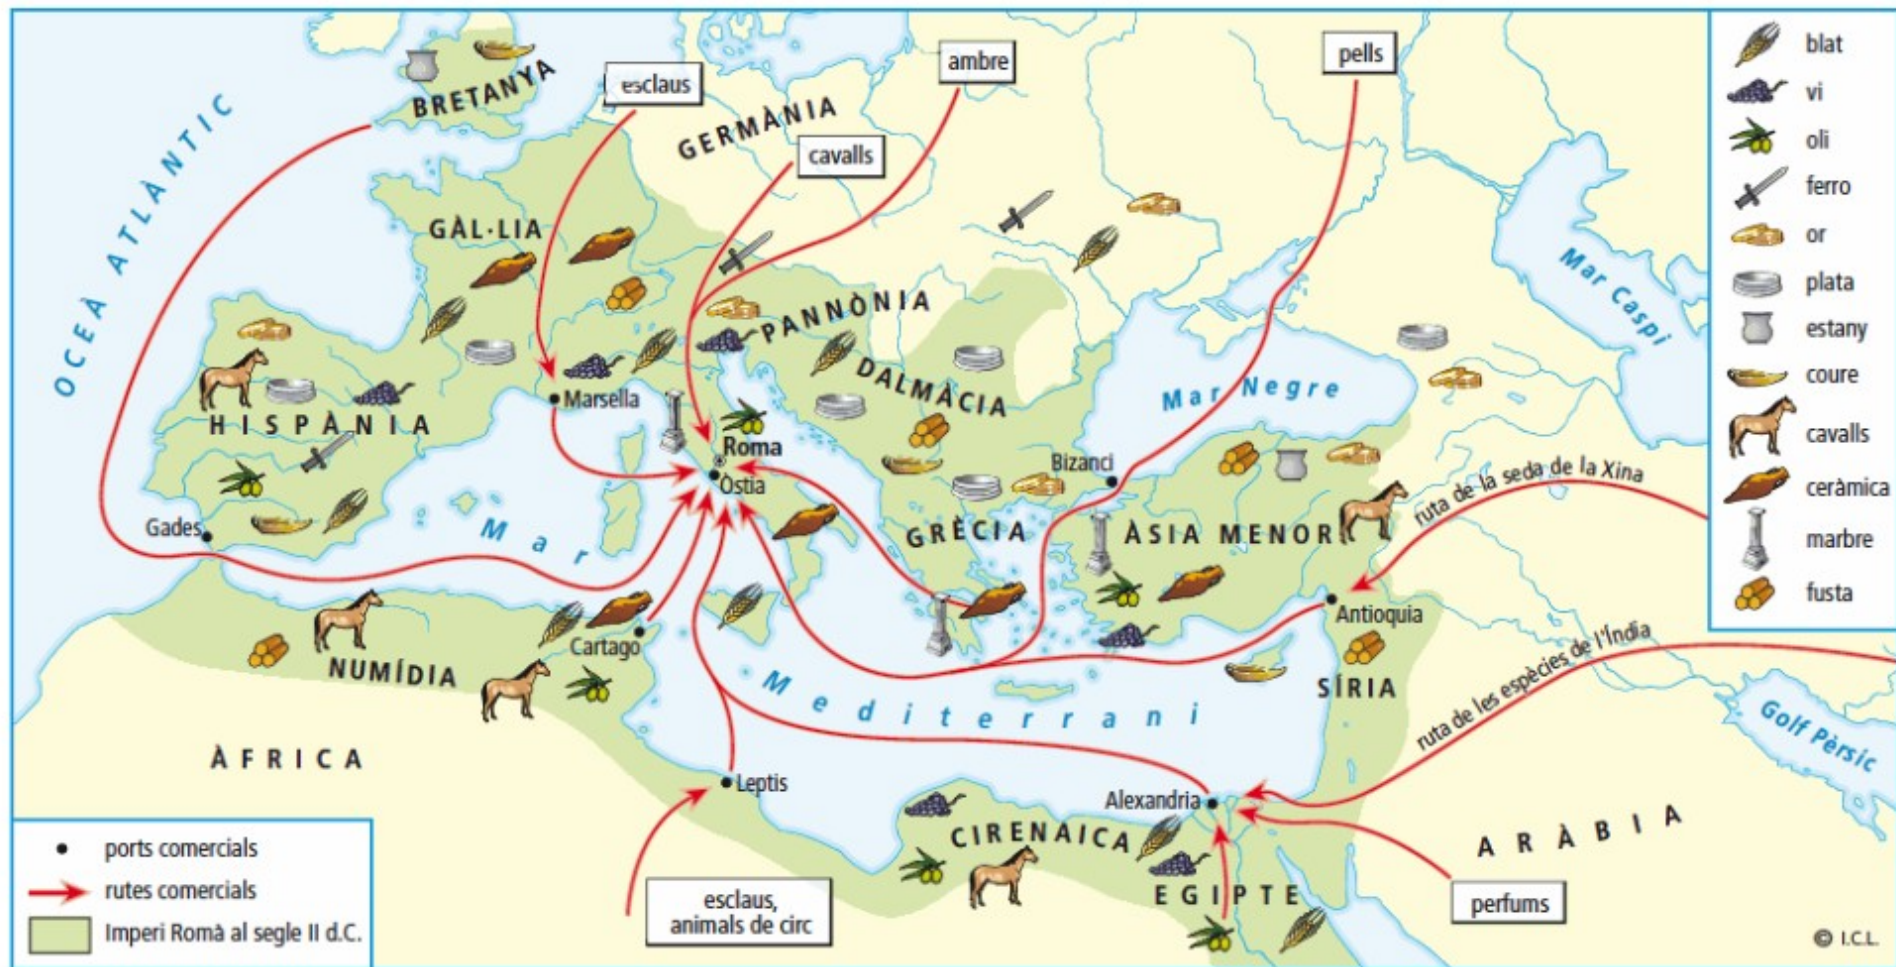 BRETANYA
esclaus
ambre
pells
GERMÀNIA
cavalls
OCEÀ ATLÀNTIC
GÀL·LIA
PANNÒNIA
DALMÀCIA
HISPÀNIA
Marsella
Roma
Òstia
Mar Negre
Mar Caspi
Bizanci
GRÈCIA
ÀSIA MENOR
ruta de la seda de la Xina
Gades
Mar
Mediterrani
Antioquia
Cartago
NUMÍDIA
SÍRIA
ruta de les espècies de l'Índia
Golf Pèrsic
ÀFRICA
Leptis
Alexandria
CIRENAICA
EGIPTE
ARÀBIA
esclaus,
animals de circ
perfums
blat
vi
oli
ferro
or
plata
estany
coure
cavalls
ceràmica
marbre
fusta
ports comercials
rutes comercials
Imperi Romà al segle II d.C.
© I.C.L.